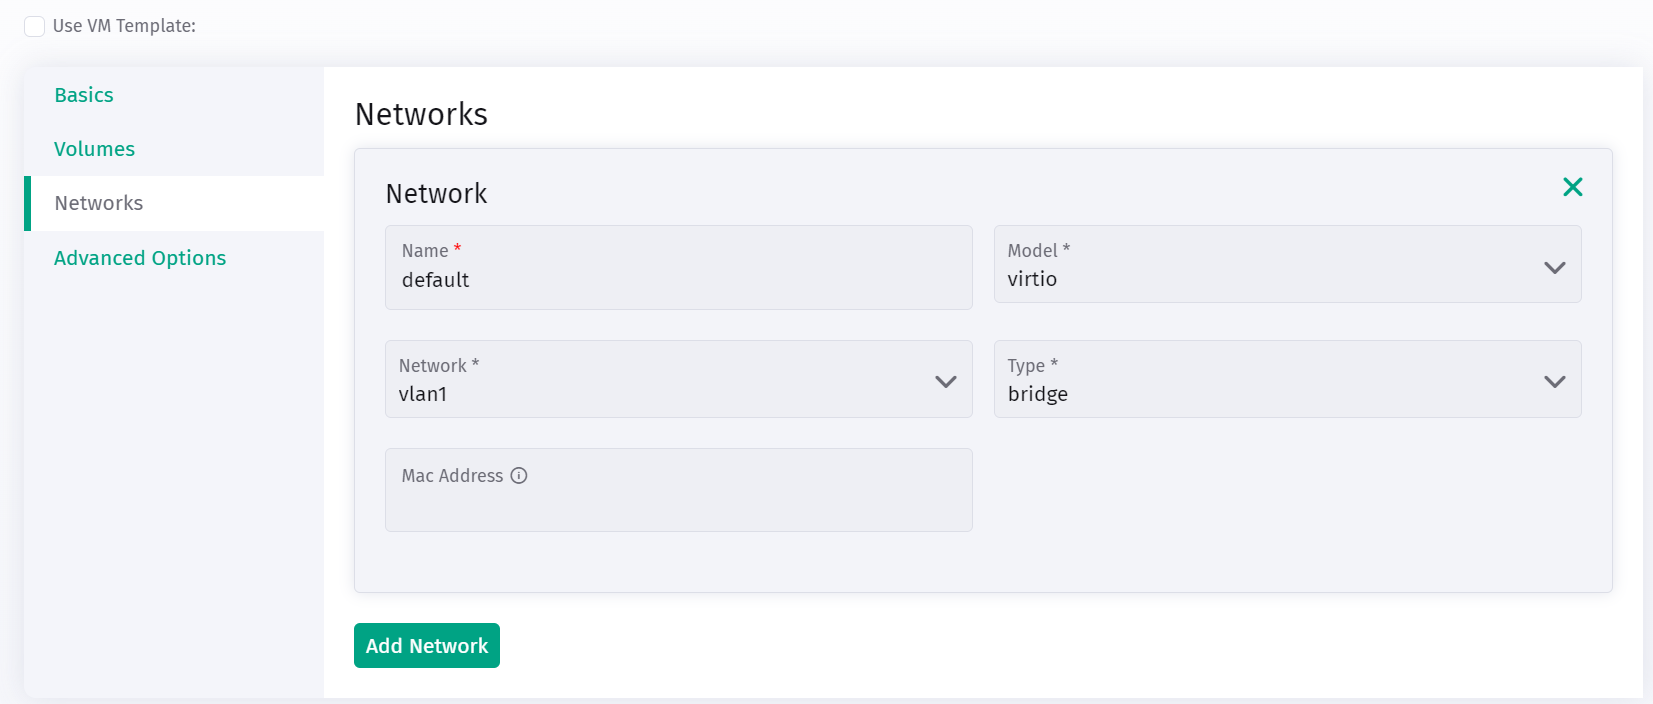 Use VM Template:
Basics
Volumes
Networks
Advanced Options
Networks
Network
Name *
default
Model *
virtio
Network *
vlan1
Type *
bridge
Mac Address
Add Network